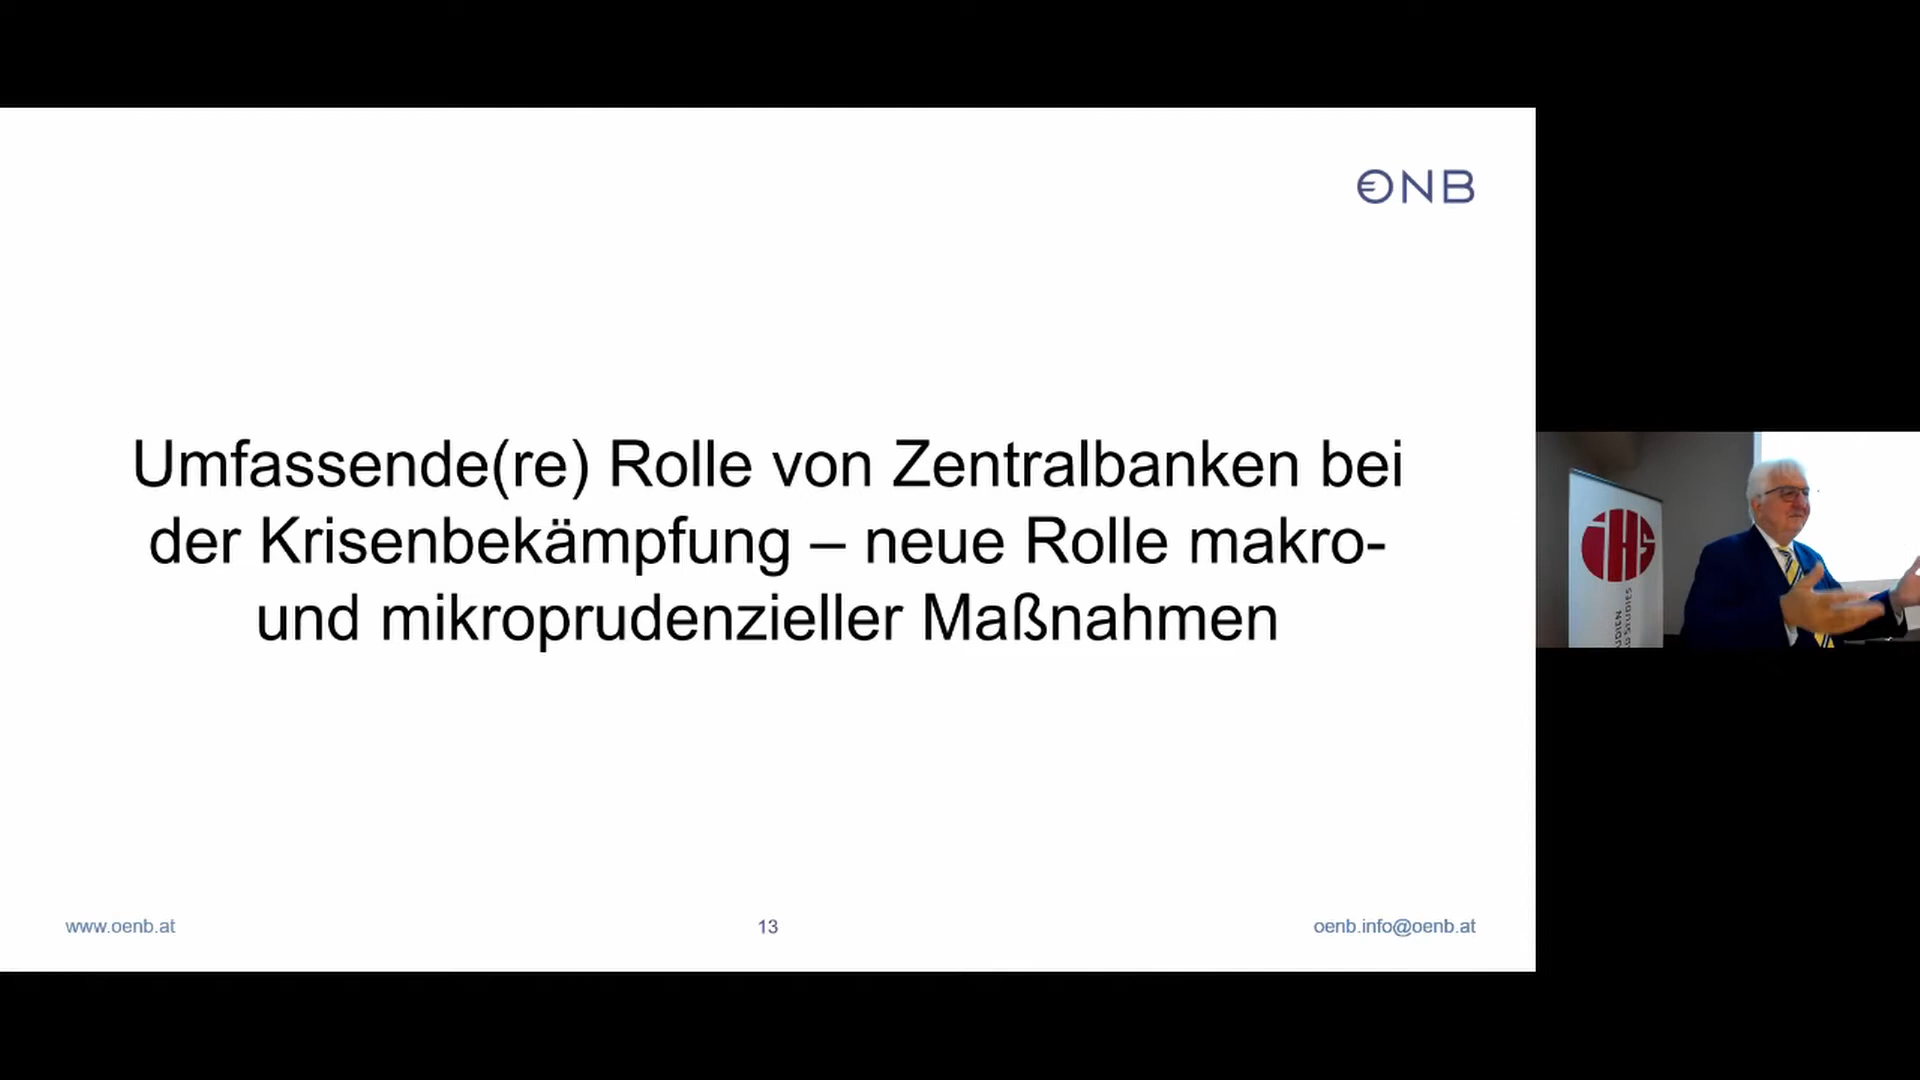 ONB
Umfassende(re) Rolle von Zentralbanken bei
der Krisenbekämpfung – neue Rolle makro-
und mikroprudenzieller Maßnahmen
www.oenb.at
13
oenb.info@oenb.at
IHS